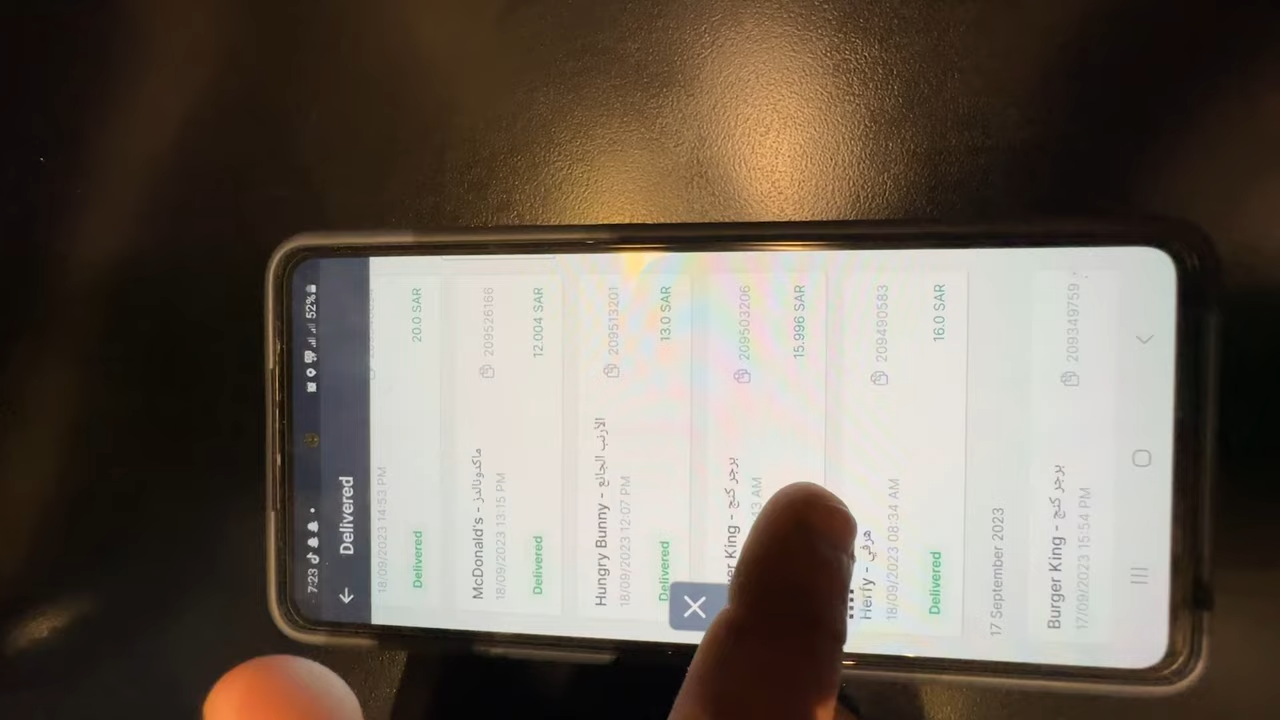 7:23
52%
Delivered
18/09/2023 14:53 PM
Delivered
20.0 SAR
McDonald's - ماكدونالدز
209526166
18/09/2023 13:15 PM
Delivered
12.004 SAR
Hungry Bunny - الأرنب الجائع
209513201
18/09/2023 12:07 PM
Delivered
13.0 SAR
King - برجر كنج
209503206
AM
15.996 SAR
Herfy - هرفي
209490583
18/09/2023 08:34 AM
Delivered
16.0 SAR
17 September 2023
Burger King - برجر كنج
209349759
17/09/2023 15:54 PM